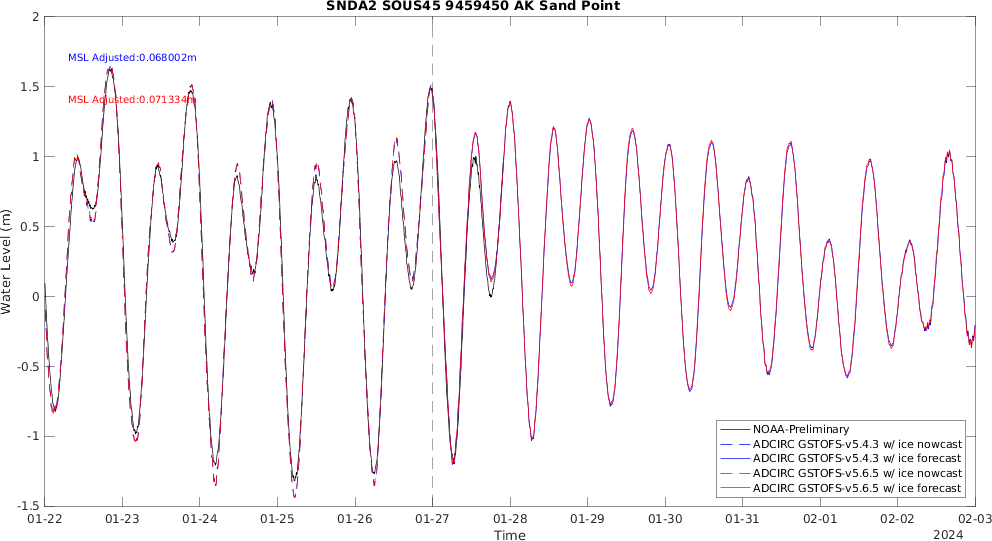 SNDA2 SOUS45 9459450 AK Sand Point
2
1.5
1
0.5
0
-0.5
-1
-1.5
Water Level (m)
MSL Adjusted:0.068002m
MSL Adjusted:0.071334m
NOAA-Preliminary
ADCIRC GSTOFS-v5.4.3 w/ ice nowcast
ADCIRC GSTOFS-v5.4.3 w/ ice forecast
ADCIRC GSTOFS-v5.6.5 w/ ice nowcast
ADCIRC GSTOFS-v5.6.5 w/ ice forecast
01-22 01-23 01-24 01-25 01-26 01-27 01-28 01-29 01-30 01-31 02-01 02-02 02-03
Time
2024